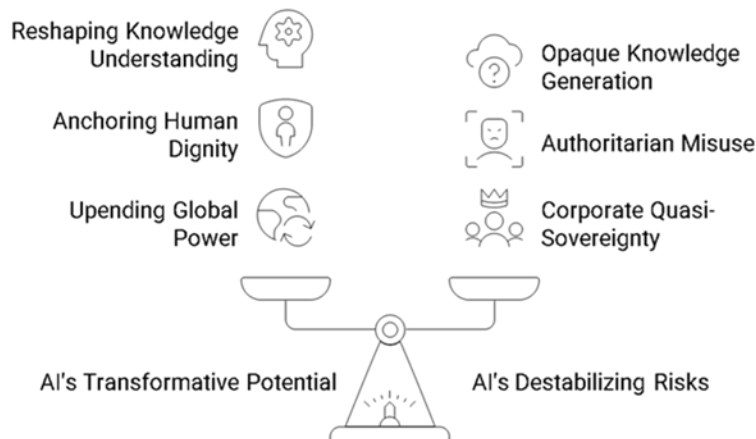 Reshaping Knowledge
Understanding
Anchoring Human
Dignity
Upending Global
Power
Opaque Knowledge
Generation
Authoritarian Misuse
Corporate Quasi-
Sovereignty
AI's Transformative Potential
AI's Destabilizing Risks